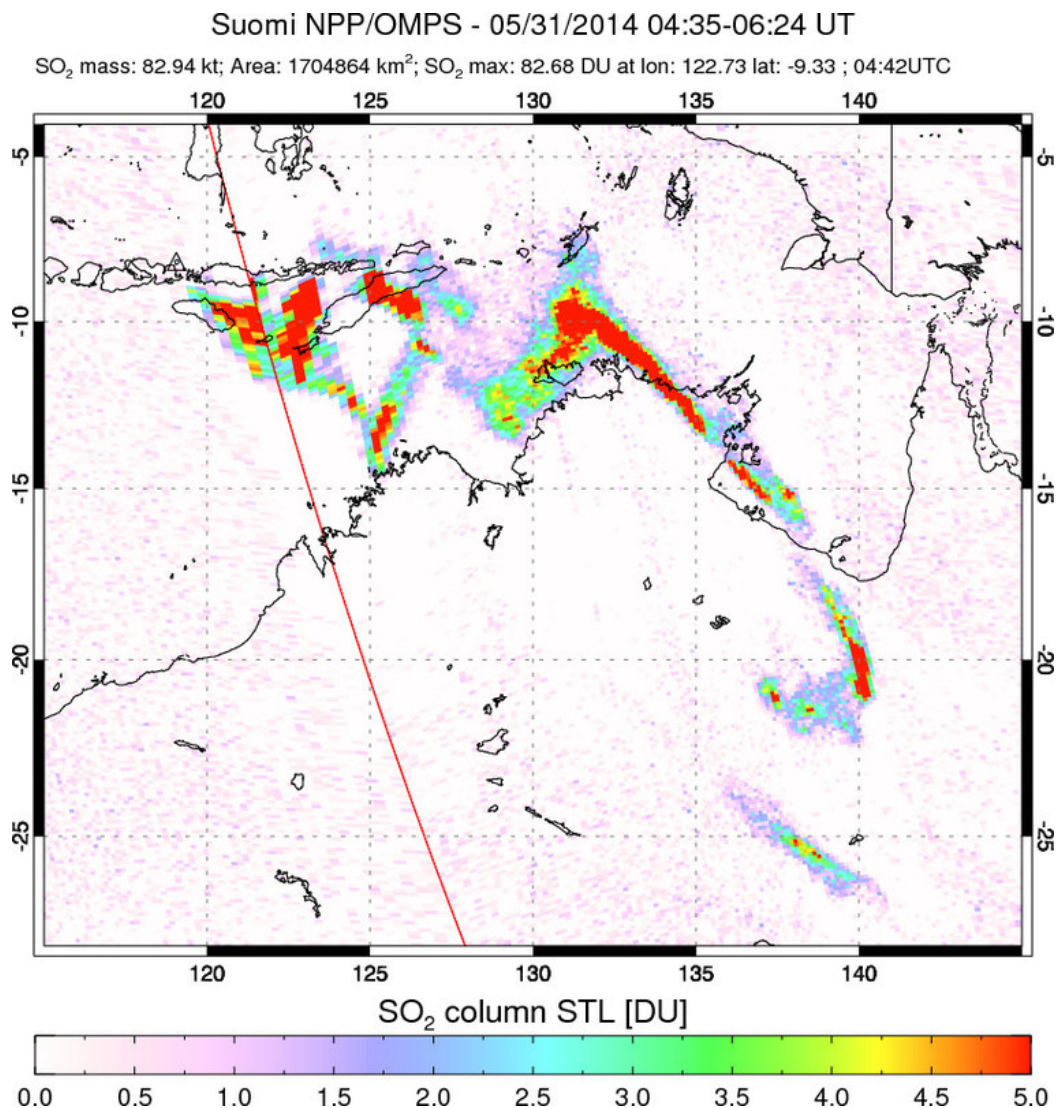 Suomi NPP/OMPS - 05/31/2014 04:35-06:24 UT
SO₂ mass: 82.94 kt; Area: 1704864 km²; SO₂ max: 82.68 DU at lon: 122.73 lat: -9.33 ; 04:42UTC
120 125 130 135 140
-5 -5
-10 -10
-15 -15
-20 -20
-25 -25
120 125 130 135 140
SO₂ column STL [DU]
0.0 0.5 1.0 1.5 2.0 2.5 3.0 3.5 4.0 4.5 5.0